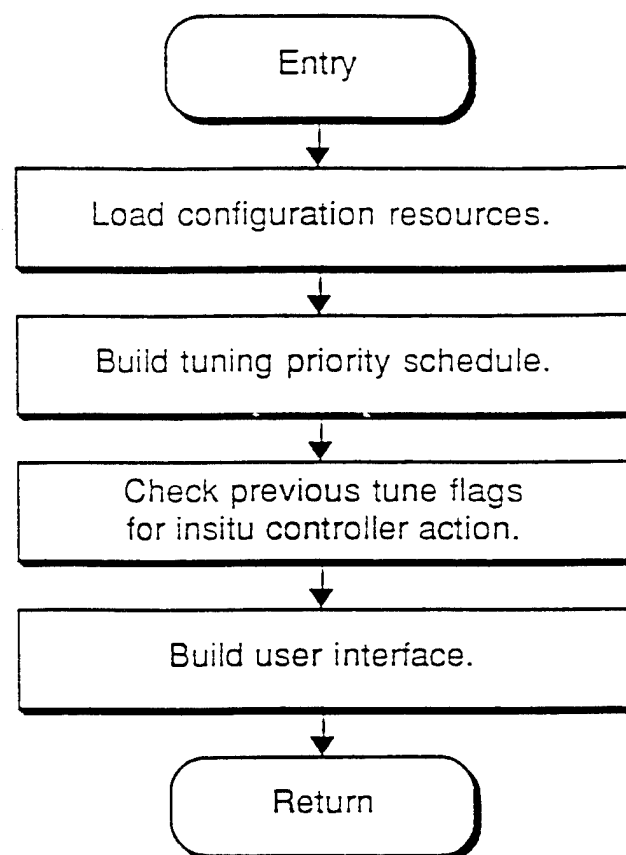 Entry
Load configuration resources.
Build tuning priority schedule.
Check previous tune flags
for insitu controller action.
Build user interface.
Return